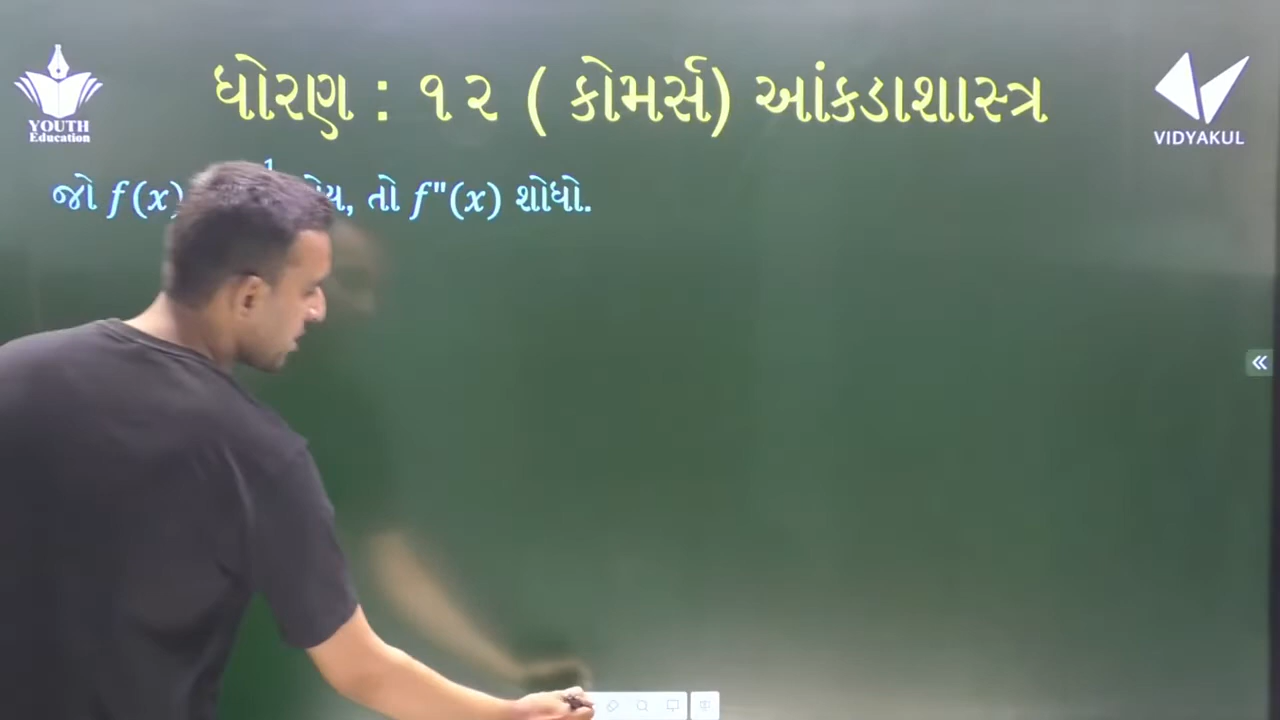 ધોરણ : ૧૨ ( કોમર્સ) આંકડાશાસ્ત્ર
YOUTH
Education
VIDYAKUL
જો f(x) તો f"(x) શોધો.